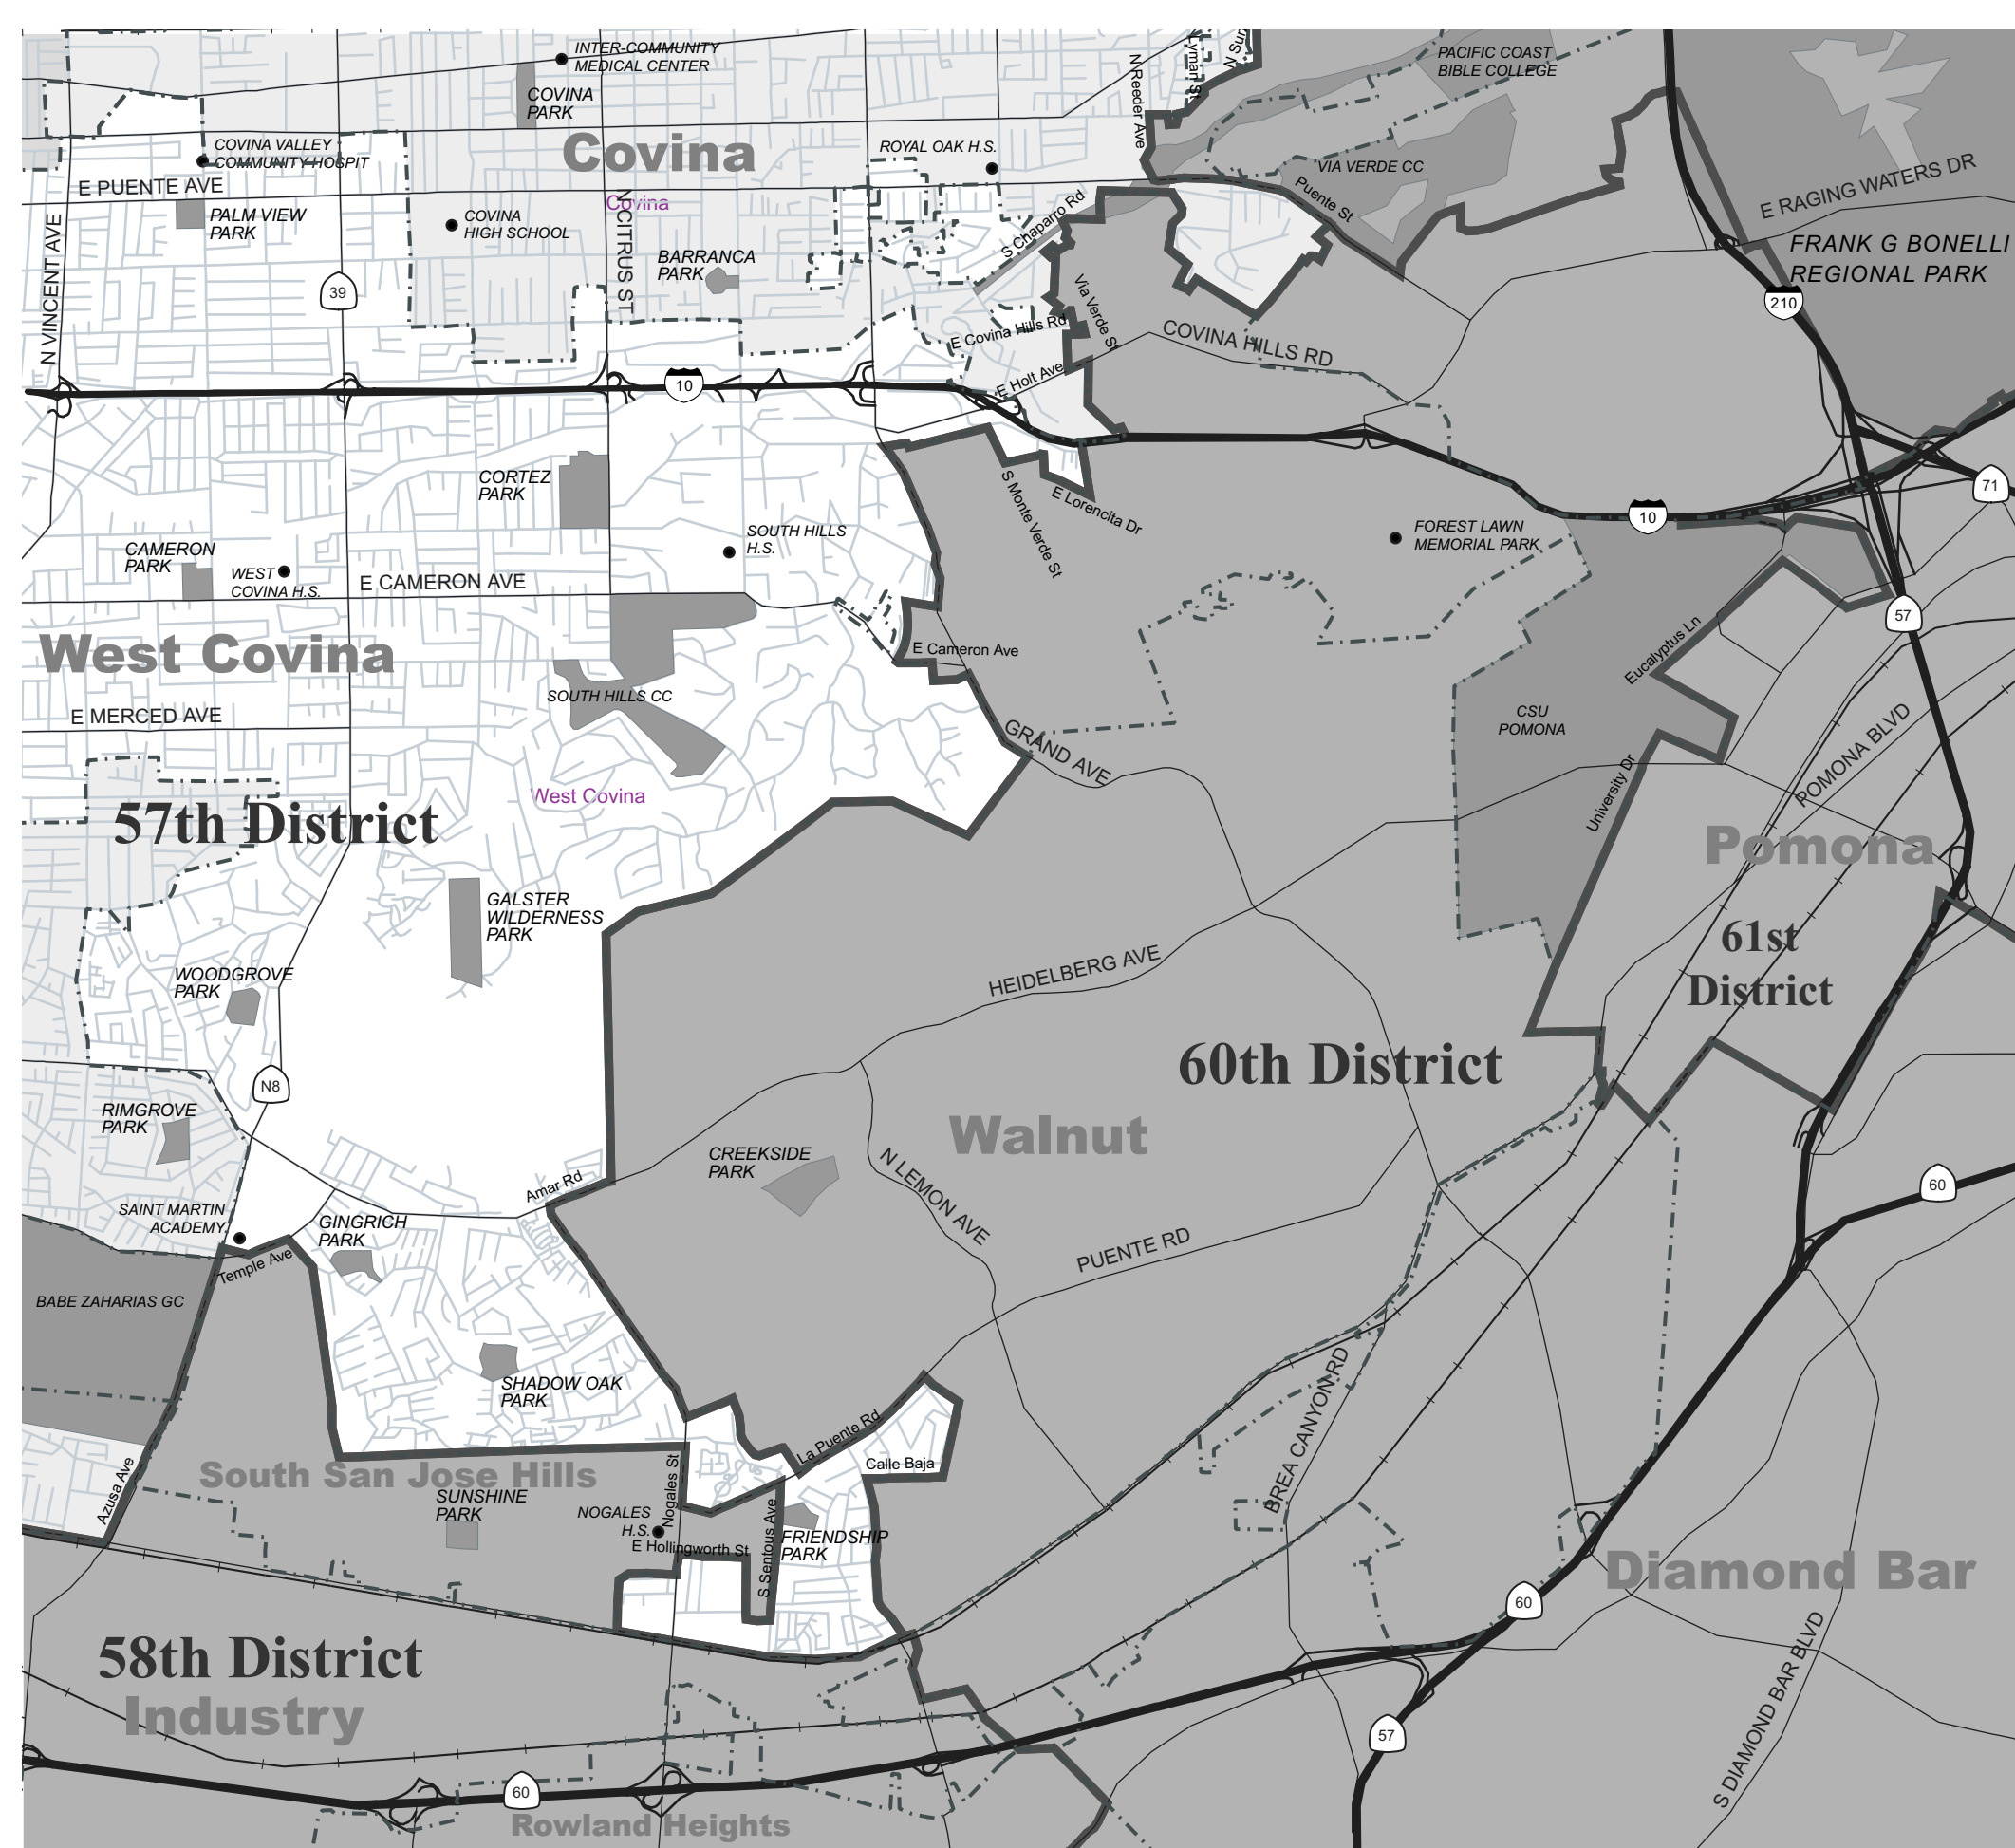 INTER-COMMUNITY
MEDICAL CENTER
COVINA
PARK
N Reeder Ave
Lyman St
N Sun
PACIFIC COAST
BIBLE COLLEGE
COVINA VALLEY
COMMUNITY HOSPIT
Covina
ROYAL OAK H.S.
VIA VERDE CC
E PUENTE AVE
PALM VIEW
PARK
COVINA
HIGH SCHOOL
Covina
N CITRUS ST
S Chaparro Rd
Puente St
E RAGING WATERS DR
FRANK G BONELLI
REGIONAL PARK
N VINCENT AVE
39
BARRANCA
PARK
Via Verde St
210
E Covina Hills Rd
COVINA HILLS RD
10
E Holt Ave
CORTEZ
PARK
S Monte Verde St
E Lorencita Dr
71
10
SOUTH HILLS
H.S.
FOREST LAWN
MEMORIAL PARK
CAMERON
PARK
WEST
COVINA H.S.
E CAMERON AVE
57
West Covina
E Cameron Ave
Eucalyptus Ln
SOUTH HILLS CC
E MERCED AVE
GRAND AVE
CSU
POMONA
University Dr
POMONA BLVD
West Covina
57th District
Pomona
GALSTER
WILDERNESS
PARK
61st
District
WOODGROVE
PARK
HEIDELBERG AVE
60th District
N8
RIMGROVE
PARK
Walnut
CREEKSIDE
PARK
N LEMON AVE
Amar Rd
60
SAINT MARTIN
ACADEMY
GINGRICH
PARK
PUENTE RD
Temple Ave
BABE ZAHARIAS GC
SHADOW OAK
PARK
BREA CANYON RD
La Puente Rd
Calle Baja
South San Jose Hills
Azusa Ave
SUNSHINE
PARK
Nogales St
NOGALES
H.S.
E Hollingworth St
S Sentous Ave
FRIENDSHIP
PARK
Diamond Bar
60
58th District
Industry
S DIAMOND BAR BLVD
57
60
Rowland Heights